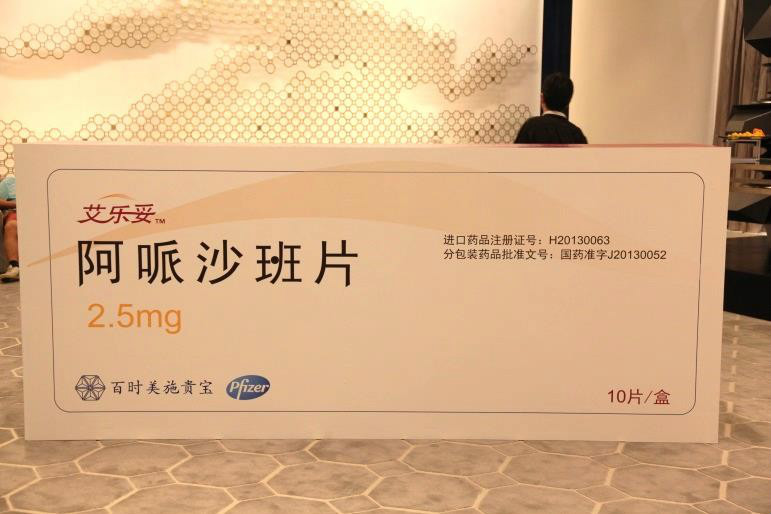 艾乐妥™
阿哌沙班片
2.5mg
进口药品注册证号：H20130063
分包装药品批准文号：国药准字J20130052
百时美施贵宝
Pfizer
10片/盒